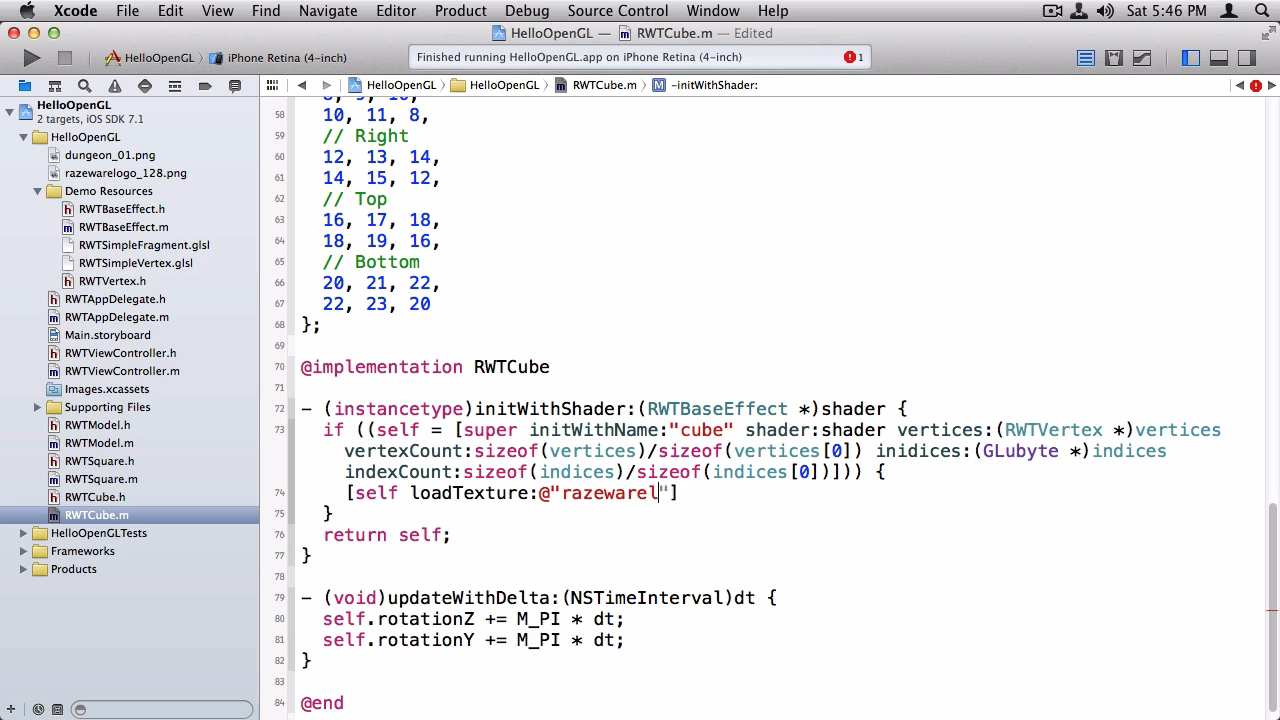 Xcode File Edit View Find Navigate Editor Product Debug Source Control Window Help Sat 5:46 PM
HelloOpenGL — RWTCube.m — Edited
HelloOpenGL 〉 iPhone Retina (4-inch)
Finished running HelloOpenGL.app on iPhone Retina (4-inch) 1
HelloOpenGL 〉 HelloOpenGL 〉 RWTCube.m 〉 M -initWithShader:
HelloOpenGL
2 targets, iOS SDK 7.1
HelloOpenGL
dungeon_01.png
razewarelogo_128.png
Demo Resources
h RWTBaseEffect.h
m RWTBaseEffect.m
RWTSimpleFragment.glsl
RWTSimpleVertex.glsl
h RWTVertex.h
h RWTAppDelegate.h
m RWTAppDelegate.m
Main.storyboard
h RWTViewController.h
m RWTViewController.m
Images.xcassets
Supporting Files
h RWTModel.h
m RWTModel.m
h RWTSquare.h
m RWTSquare.m
h RWTCube.h
m RWTCube.m
HelloOpenGLTests
Frameworks
Products
58 10, 11, 8,
59 // Right
60 12, 13, 14,
61 14, 15, 12,
62 // Top
63 16, 17, 18,
64 18, 19, 16,
65 // Bottom
66 20, 21, 22,
67 22, 23, 20
68 };
69
70 @implementation RWTCube
71
72 - (instancetype)initWithShader:(RWTBaseEffect *)shader {
73 if ((self = [super initWithName:"cube" shader:shader vertices:(RWTVertex *)vertices
vertexCount:sizeof(vertices)/sizeof(vertices[0]) inidices:(GLubyte *)indices
indexCount:sizeof(indices)/sizeof(indices[0])])) {
74 [self loadTexture:@"razewarel"]
75 }
76 return self;
77 }
78
79 - (void)updateWithDelta:(NSTimeInterval)dt {
80 self.rotationZ += M_PI * dt;
81 self.rotationY += M_PI * dt;
82 }
83
84 @end